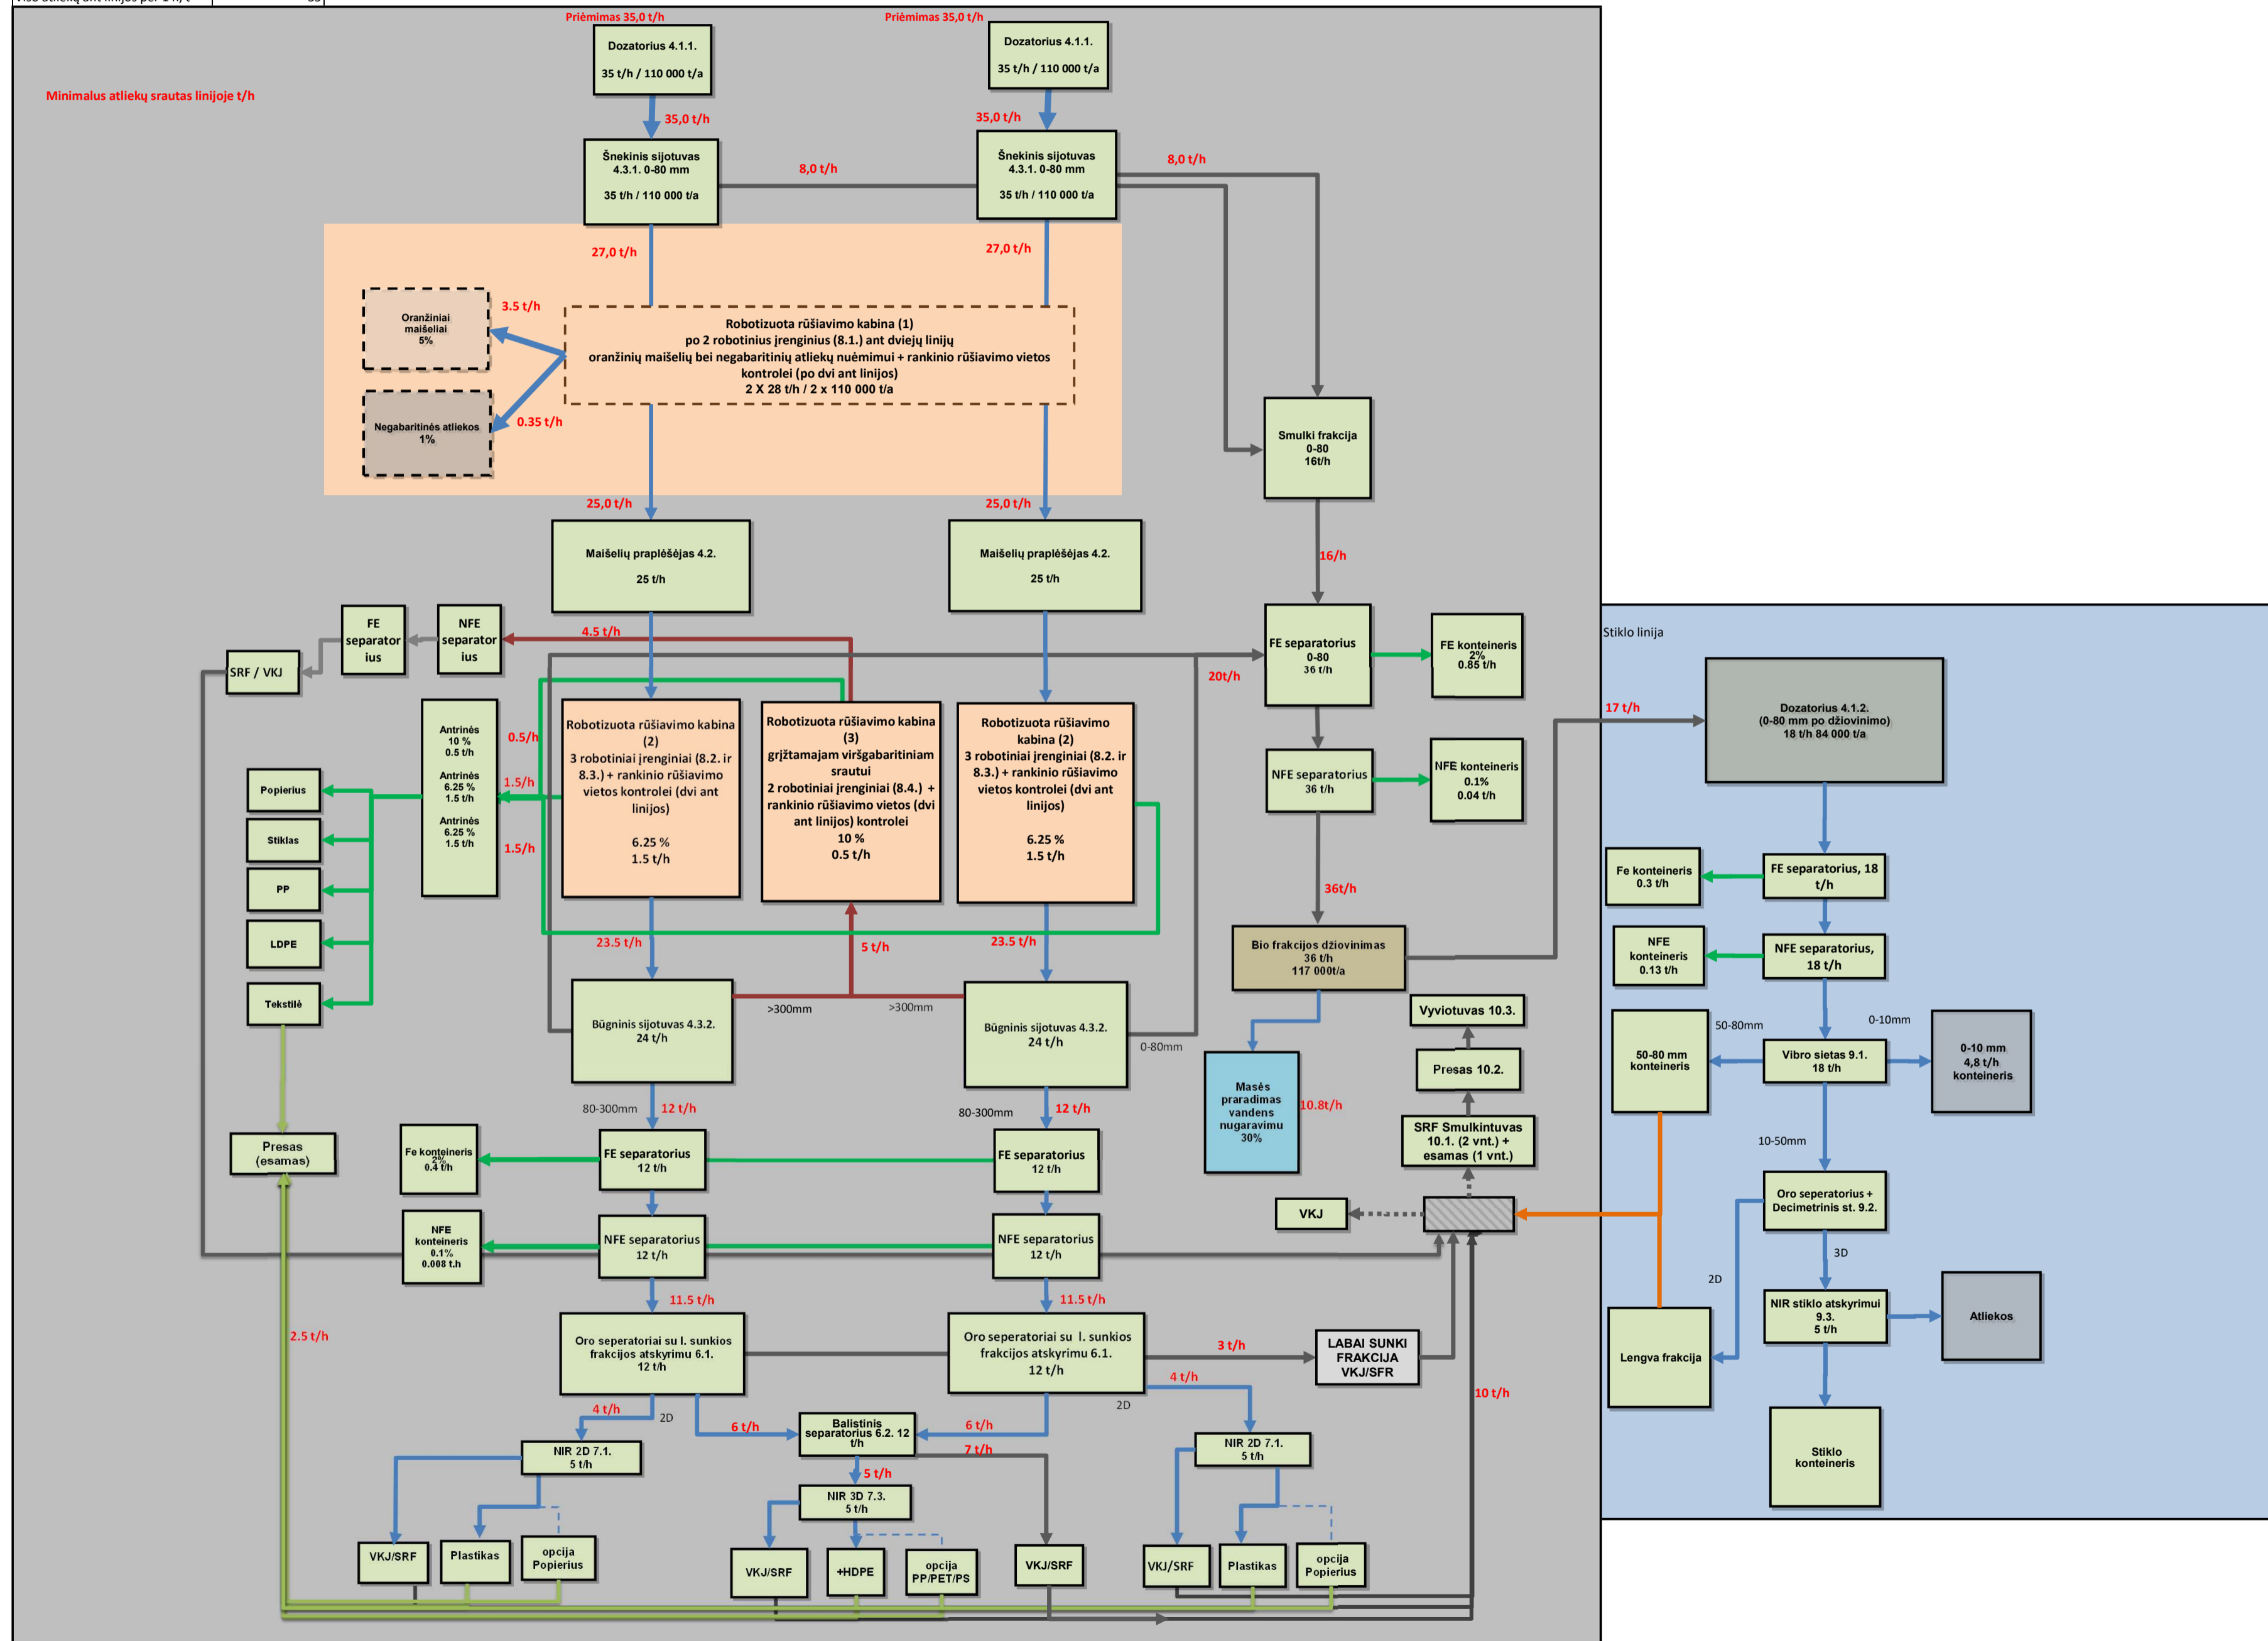 Priėmimas 35,0 t/h
Priėmimas 35,0 t/h
Dozatorius 4.1.1.
35 t/h / 110 000 t/a
Dozatorius 4.1.1.
35 t/h / 110 000 t/a
Minimalus atliekų srautas linijoje t/h
35,0 t/h
35,0 t/h
Šnekinis sijotuvas
4.3.1. 0-80 mm
35 t/h / 110 000 t/a
8,0 t/h
Šnekinis sijotuvas
4.3.1. 0-80 mm
35 t/h / 110 000 t/a
8,0 t/h
27,0 t/h
27,0 t/h
Oranžiniai
maišeliai
5%
3.5 t/h
Robotizuota rūšiavimo kabina (1)
po 2 robotinius įrenginius (8.1.) ant dviejų linijų
oranžinių maišelių bei negabaritinių atliekų nuėmimui + rankinio rūšiavimo vietos
kontrolei (po dvi ant linijos)
2 X 28 t/h / 2 x 110 000 t/a
Negabaritinės atliekos
1%
0.35 t/h
Smulki frakcija
0-80
16t/h
25,0 t/h
25,0 t/h
Maišelių praplėšėjas 4.2.
25 t/h
Maišelių praplėšėjas 4.2.
25 t/h
16/h
FE
separator
ius
NFE
separator
ius
4.5 t/h
SRF / VKJ
FE separatorius
0-80
36 t/h
20t/h
FE konteineris
2%
0.85 t/h
Antrinės
10 %
0.5 t/h
Antrinės
6.25 %
1.5 t/h
Antrinės
6.25 %
1.5 t/h
0.5/h
1.5/h
1.5/h
Robotizuota rūšiavimo kabina
(2)
3 robotiniai įrenginiai (8.2. ir
8.3.) + rankinio rūšiavimo
vietos kontrolei (dvi ant
linijos)
6.25 %
1.5 t/h
Robotizuota rūšiavimo kabina
(3)
grįžtamajam viršgabaritiniam
srautui
2 robotiniai įrenginiai (8.4.) +
rankinio rūšiavimo vietos (dvi
ant linijos) kontrolei
10 %
0.5 t/h
Robotizuota rūšiavimo
kabina (2)
3 robotiniai įrenginiai (8.2. ir
8.3.) + rankinio rūšiavimo
vietos kontrolei (dvi ant
linijos)
6.25 %
1.5 t/h
NFE separatorius
36 t/h
NFE konteineris
0.1%
0.04 t/h
Popierius
Stiklas
PP
LDPE
Tekstilė
23.5 t/h
5 t/h
23.5 t/h
36t/h
Bio frakcijos džiovinimas
36 t/h
117 000t/a
Būgninis sijotuvas 4.3.2.
24 t/h
>300mm
>300mm
Būgninis sijotuvas 4.3.2.
24 t/h
0-80mm
Masės
praradimas
vandens
nugaravimu
30%
10.8t/h
Vyviotuvas 10.3.
Presas 10.2.
SRF Smulkintuvas
10.1. (2 vnt.) +
esamas (1 vnt.)
VKJ
80-300mm
12 t/h
80-300mm
12 t/h
Presas
(esamas)
Fe konteineris
2%
0.4 t/h
FE separatorius
12 t/h
FE separatorius
12 t/h
NFE
konteineris
0.1%
0.008 t.h
NFE separatorius
12 t/h
NFE separatorius
12 t/h
11.5 t/h
11.5 t/h
2.5 t/h
Oro seperatoriai su l. sunkios
frakcijos atskyrimu 6.1.
12 t/h
Oro seperatoriai su l. sunkios
frakcijos atskyrimu 6.1.
12 t/h
3 t/h
LABAI SUNKI
FRAKCIJA
VKJ/SFR
4 t/h
10 t/h
4 t/h
2D
6 t/h
Balistinis
separatorius 6.2. 12
t/h
6 t/h
2D
7 t/h
NIR 2D 7.1.
5 t/h
NIR 2D 7.1.
5 t/h
5 t/h
NIR 3D 7.3.
5 t/h
VKJ/SRF
Plastikas
opcija
Popierius
VKJ/SRF
+HDPE
opcija
PP/PET/PS
VKJ/SRF
VKJ/SRF
Plastikas
opcija
Popierius
Stiklo linija
17 t/h
Dozatorius 4.1.2.
(0-80 mm po džiovinimo)
18 t/h 84 000 t/a
Fe konteineris
0.3 t/h
FE separatorius, 18
t/h
NFE
konteineris
0.13 t/h
NFE separatorius,
18 t/h
50-80mm
0-10mm
50-80 mm
konteineris
Vibro sietas 9.1.
18 t/h
0-10 mm
4,8 t/h
konteineris
10-50mm
Oro seperatorius +
Decimetrinis st. 9.2.
3D
2D
NIR stiklo atskyrimui
9.3.
5 t/h
Atliekos
Lengva frakcija
Stiklo
konteineris